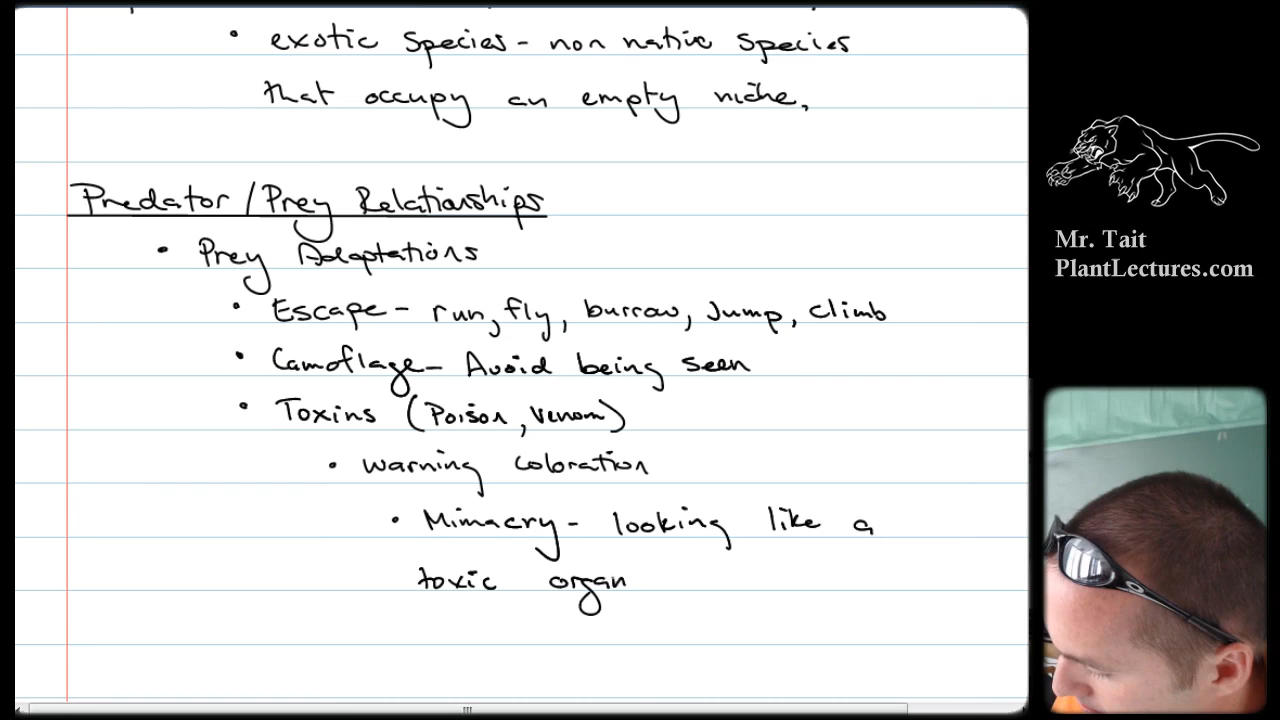 exotic species - non native species
that occupy an empty niche,
Predator / Prey Relationships
• Prey Adaptations
• Escape - run, fly, burrow, Jump, climb
• Camoflage - Avoid being seen
• Toxins (Poison, Venom)
• warning coloration
• Mimacry - looking like a
toxic organ
Mr. Tait
PlantLectures.com